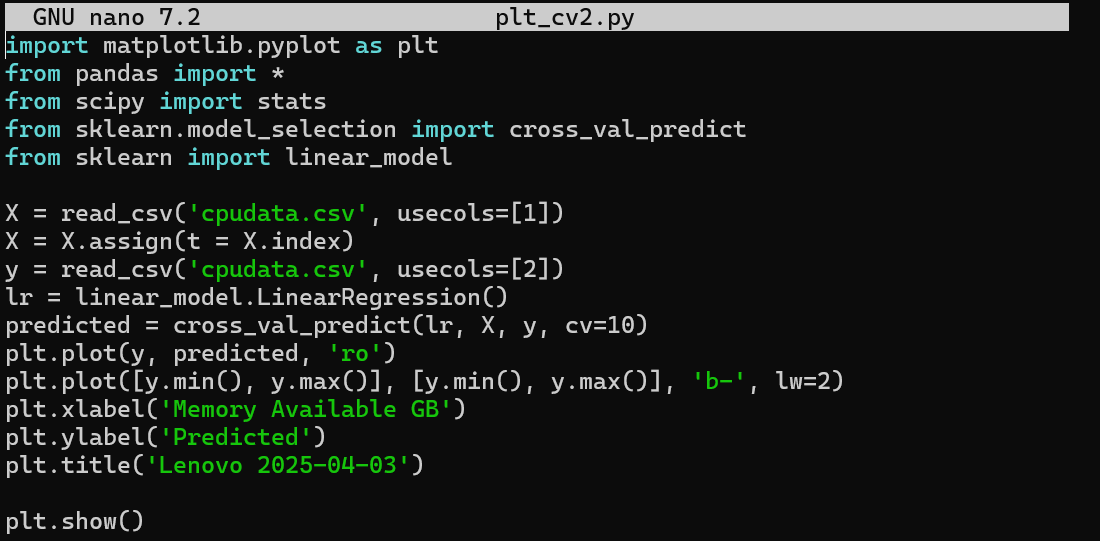 GNU nano 7.2 plt_cv2.py
import matplotlib.pyplot as plt
from pandas import *
from scipy import stats
from sklearn.model_selection import cross_val_predict
from sklearn import linear_model
X = read_csv('cpudata.csv', usecols=[1])
X = X.assign(t = X.index)
y = read_csv('cpudata.csv', usecols=[2])
lr = linear_model.LinearRegression()
predicted = cross_val_predict(lr, X, y, cv=10)
plt.plot(y, predicted, 'ro')
plt.plot([y.min(), y.max()], [y.min(), y.max()], 'b-', lw=2)
plt.xlabel('Memory Available GB')
plt.ylabel('Predicted')
plt.title('Lenovo 2025-04-03')
plt.show()